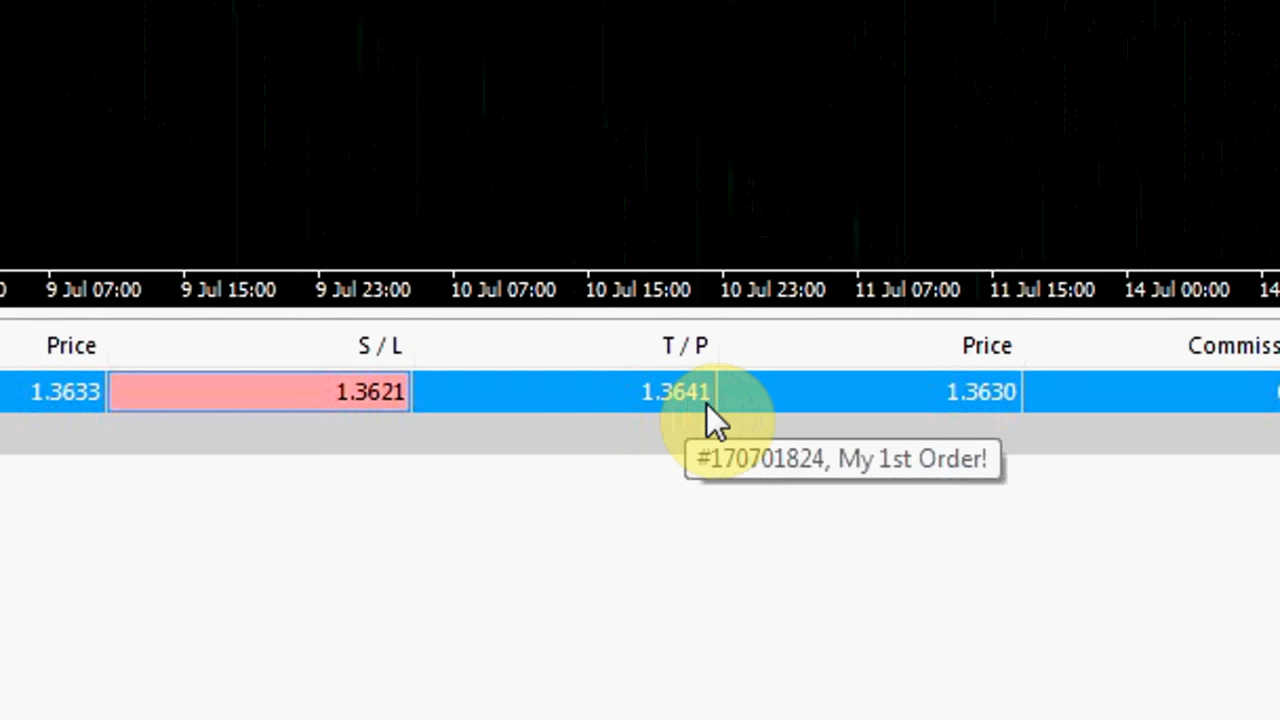 9 Jul 07:00 9 Jul 15:00 9 Jul 23:00 10 Jul 07:00 10 Jul 15:00 10 Jul 23:00 11 Jul 07:00 11 Jul 15:00 14 Jul 00:00 14
Price S / L T / P Price Commiss
1.3633 1.3621 1.3641 1.3630
#170701824, My 1st Order!